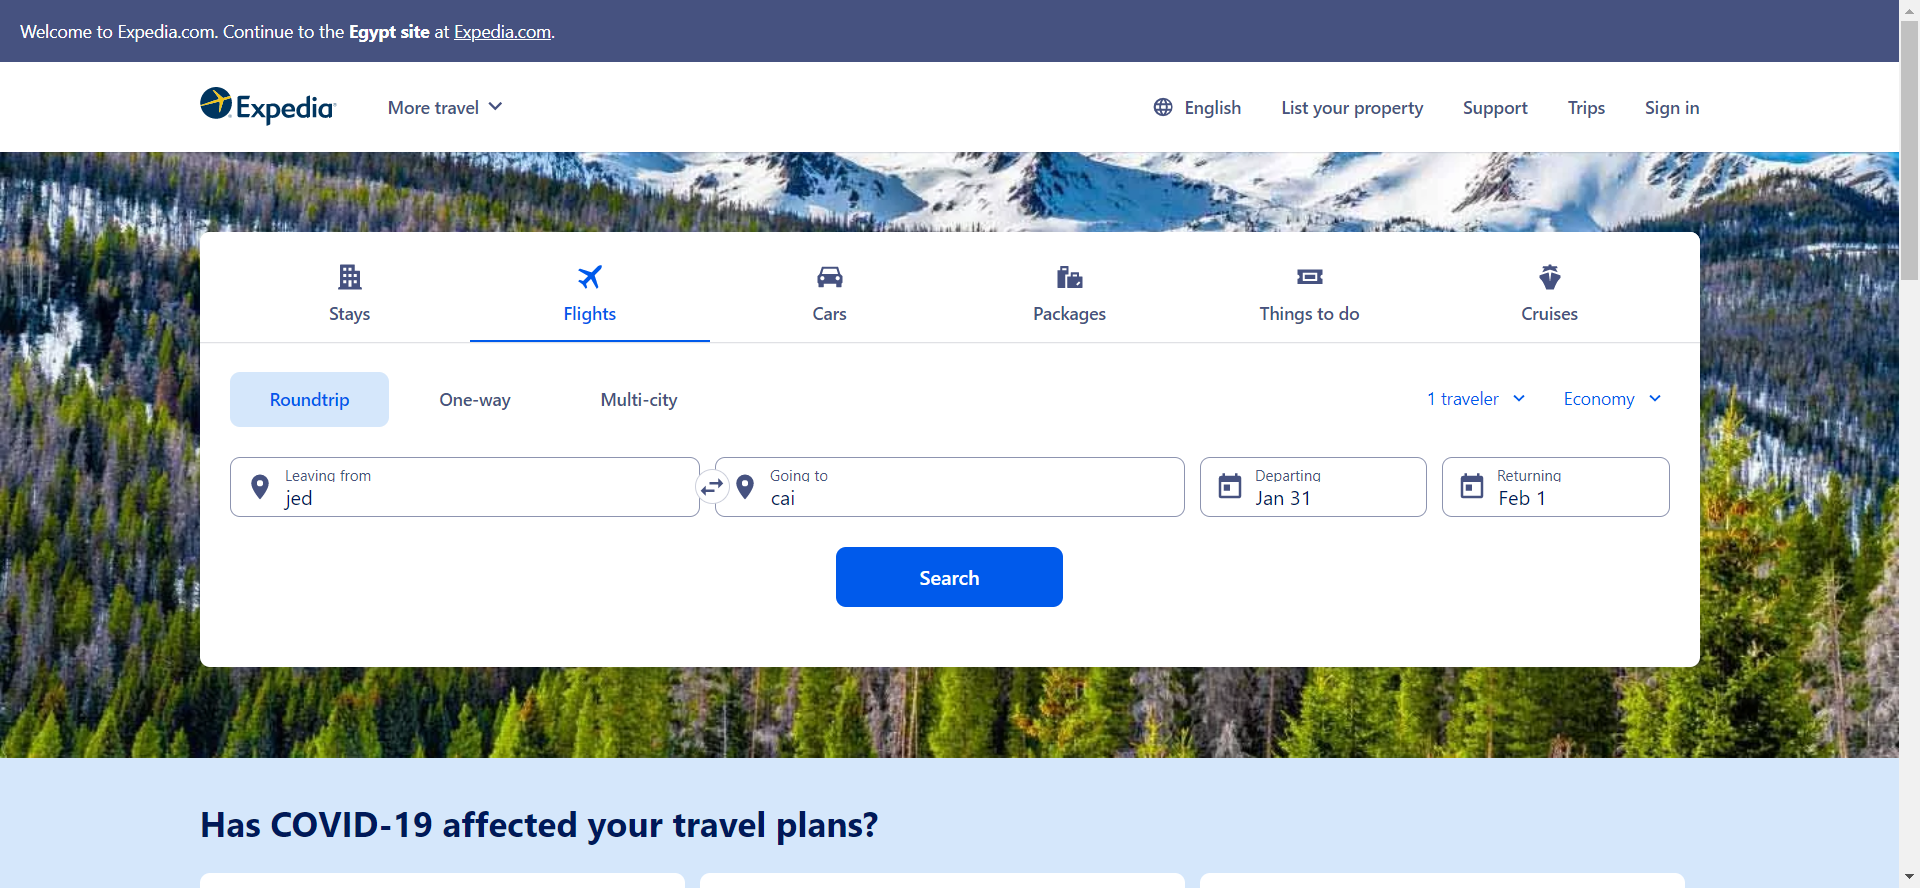 Welcome to Expedia.com. Continue to the Egypt site at Expedia.com.
Expedia
More travel
English
List your property
Support
Trips
Sign in
Stays
Flights
Cars
Packages
Things to do
Cruises
Roundtrip
One-way
Multi-city
1 traveler
Economy
Leaving from
jed
Going to
cai
Departing
Jan 31
Returning
Feb 1
Search
Has COVID-19 affected your travel plans?